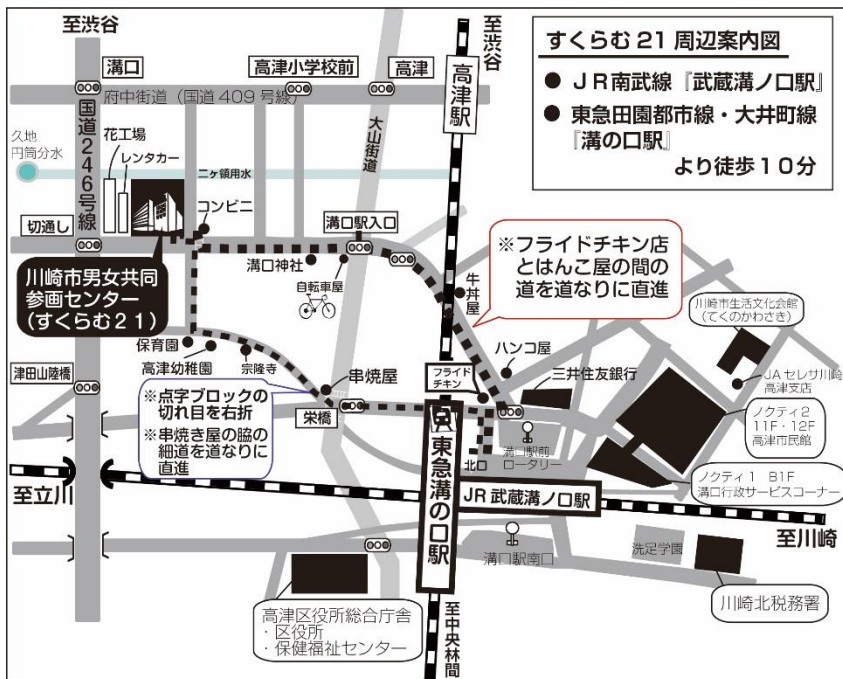 至渋谷
溝口
高津小学校前
高津
至渋谷
高津駅
府中街道（国道409号線）
国道246号線
大山街道
すくらむ21周辺案内図
● JR南武線『武蔵溝ノ口駅』
● 東急田園都市線・大井町線
『溝の口駅』
より徒歩10分
久地
円筒分水
花工場
レンタカー
二ヶ領用水
コンビニ
切通し
溝口駅入口
溝口神社
自転車屋
川崎市男女共同
参画センター
（すくらむ21）
※フライドチキン店
とはんこ屋の間の
道を道なりに直進
牛丼屋
ハンコ屋
川崎市生活文化会館
（てくのかわさき）
保育園
高津幼稚園
宗隆寺
串焼屋
フライド
チキン
三井住友銀行
JAセレサ川崎
高津支店
津田山陸橋
※点字ブロックの
切れ目を右折
※串焼き屋の脇の
細道を道なりに
直進
栄橋
ノクティ2
11F・12F
高津市民館
溝口駅前
ロータリー
北口
改札
東急溝の口駅
ノクティ1 B1F
溝口行政サービスコーナー
至立川
JR武蔵溝ノ口駅
至川崎
溝口駅南口
洗足学園
川崎北税務署
高津区役所総合庁舎
・区役所
・保健福祉センター
至中央林間